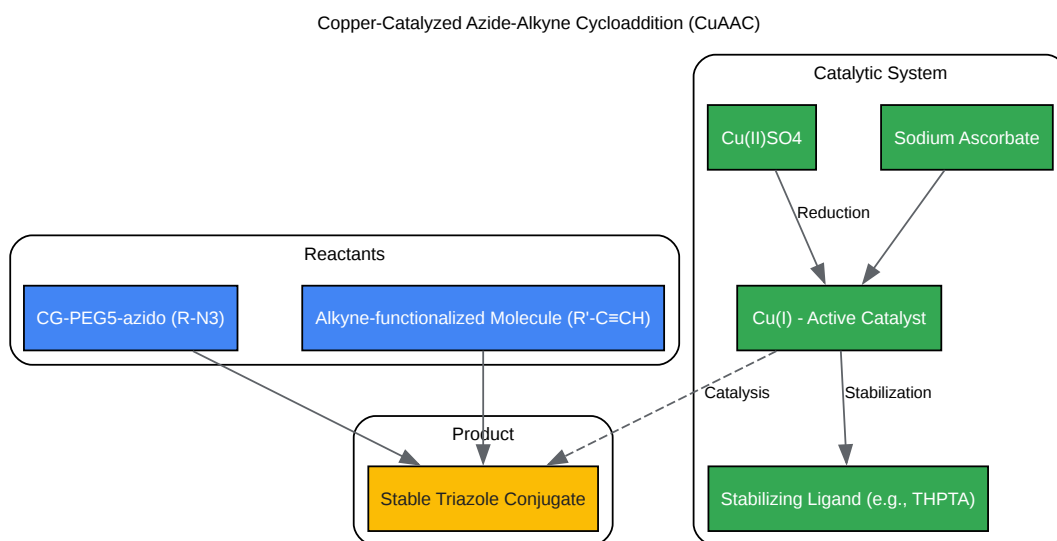 Copper-Catalyzed Azide-Alkyne Cycloaddition (CuAAC)
Catalytic System
Cu(II)SO4
Sodium Ascorbate
Reduction
Reactants
CG-PEG5-azido (R-N3)
Alkyne-functionalized Molecule (R'-C≡CH)
Cu(I) - Active Catalyst
Catalysis
Stabilization
Product
Stable Triazole Conjugate
Stabilizing Ligand (e.g., THPTA)